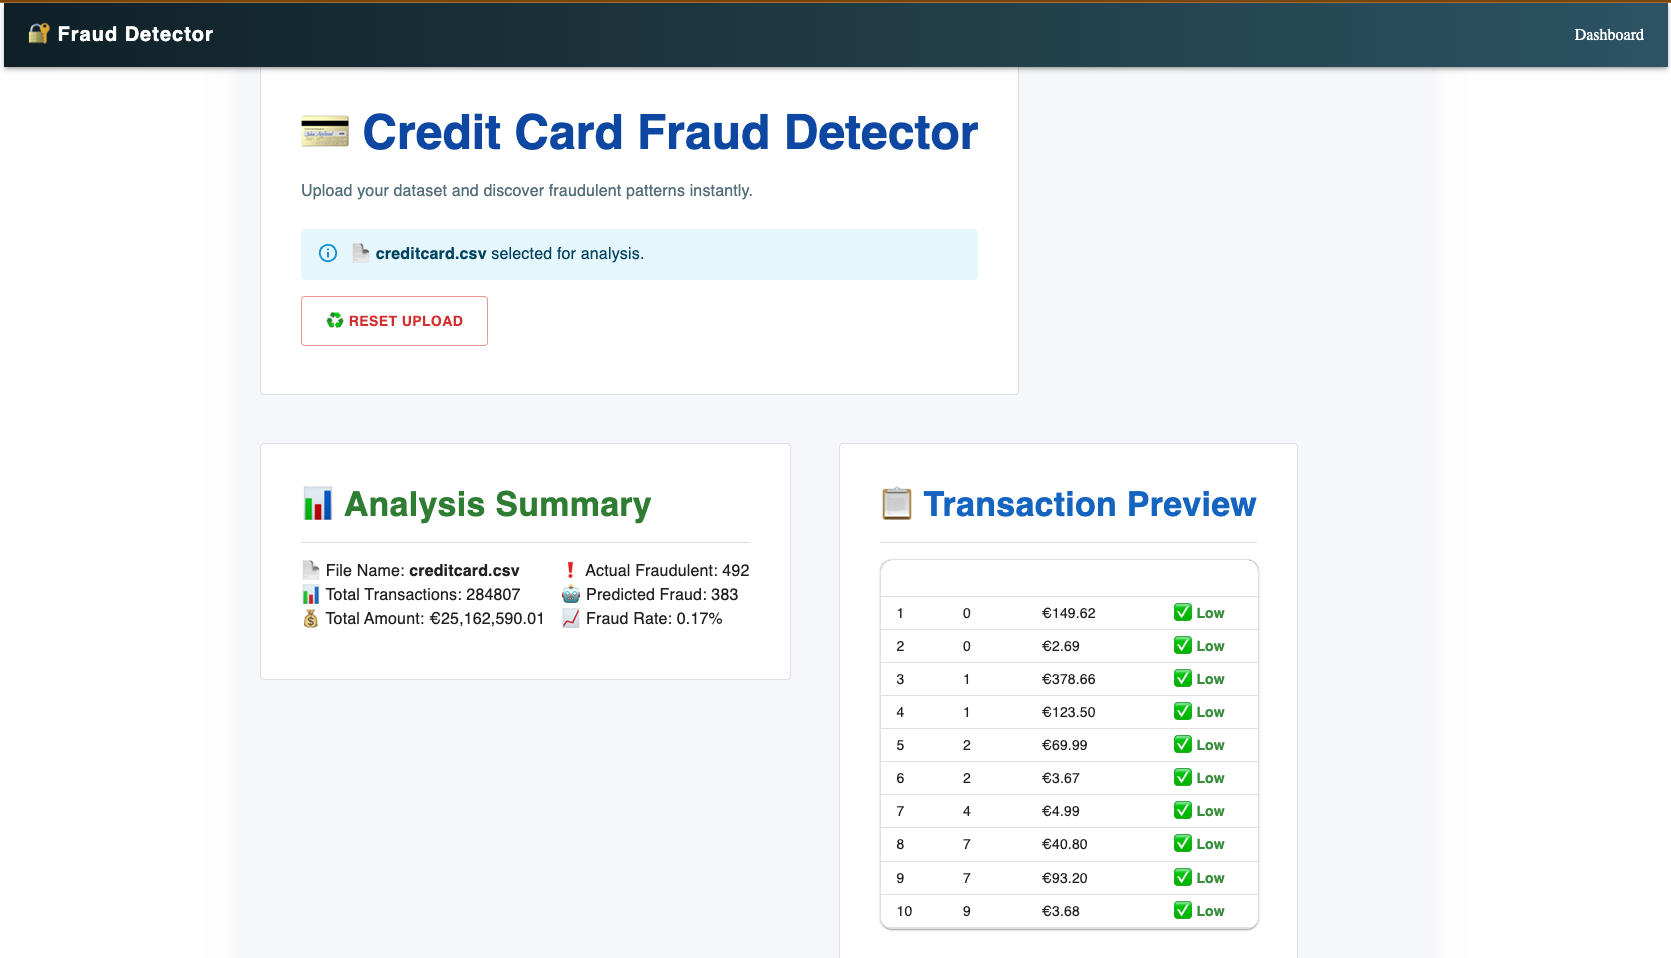 Fraud Detector
Dashboard
Credit Card Fraud Detector
Upload your dataset and discover fraudulent patterns instantly.
creditcard.csv selected for analysis.
RESET UPLOAD
Analysis Summary
File Name: creditcard.csv
Total Transactions: 284807
Total Amount: €25,162,590.01
Actual Fraudulent: 492
Predicted Fraud: 383
Fraud Rate: 0.17%
Transaction Preview
1 0 €149.62 Low
2 0 €2.69 Low
3 1 €378.66 Low
4 1 €123.50 Low
5 2 €69.99 Low
6 2 €3.67 Low
7 4 €4.99 Low
8 7 €40.80 Low
9 7 €93.20 Low
10 9 €3.68 Low